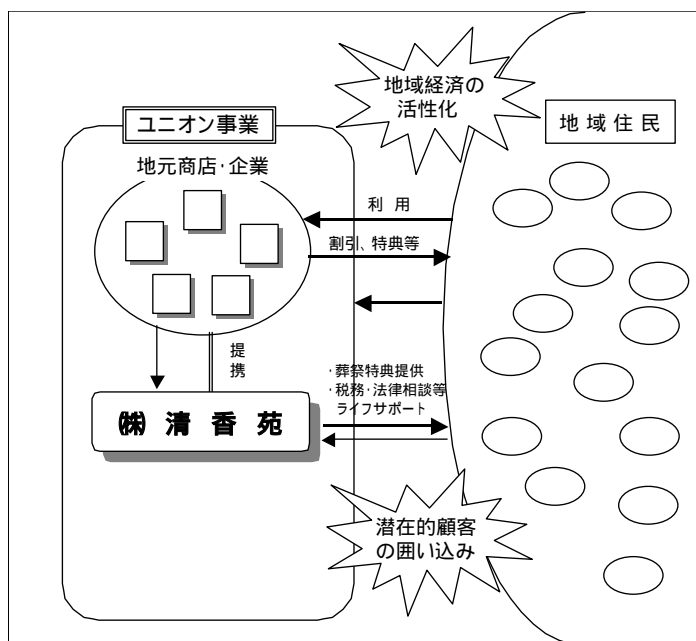 地域経済の
活性化
ユニオン事業
地域住民
地元商店・企業
利 用
割引、特典等
提
携
・葬祭特典提供
・税務・法律相談等
ライフサポート
㈱ 清 香 苑
潜在的顧客
の囲い込み